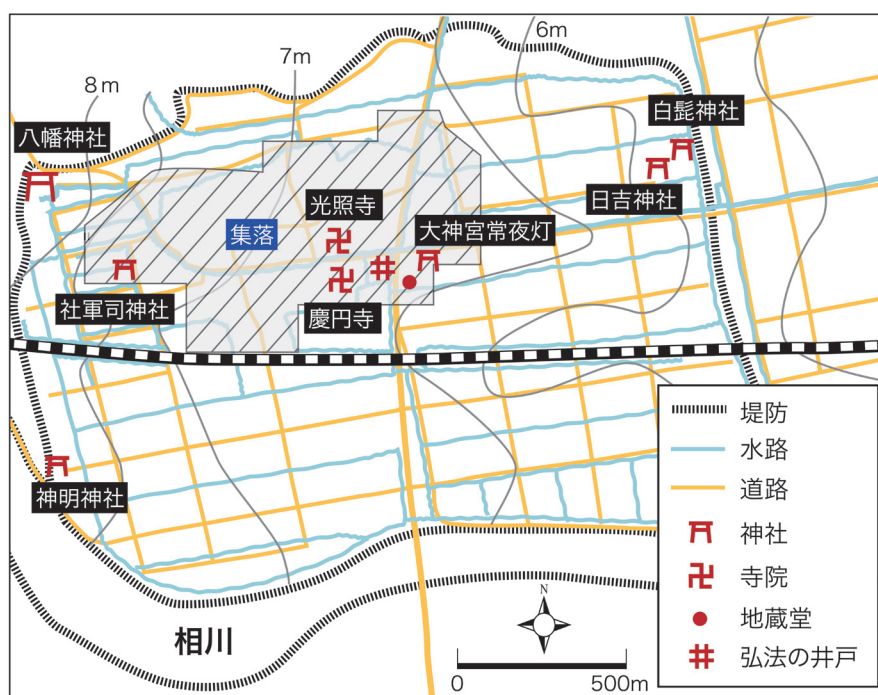 6m
7m
8m
八幡神社
白髭神社
日吉神社
光照寺
集落
大神宮常夜灯
社軍司神社
慶円寺
神明神社
相川
N
0 500m
堤防
水路
道路
神社
寺院
地蔵堂
弘法の井戸